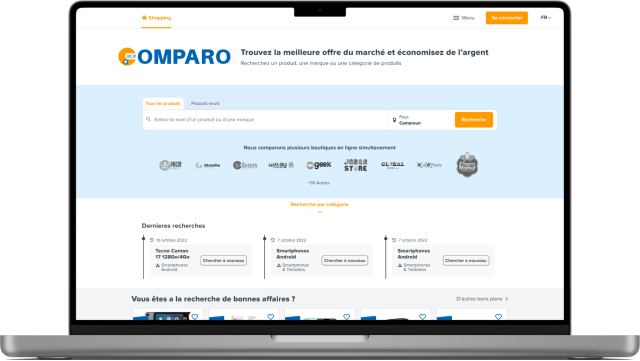 Shopping
Menu
Se connecter
FR
COMPARO
Trouvez la meilleure offre du marché et économisez de l'argent
Recherchez un produit, une marque ou une categorie de produits
Tous les produits
Produits neufs
Entrez le nom d'un produit ou d'une marque
Pays
Cameroun
Recherche
Nous comparons plusieurs boutiques en ligne simultanement
Glotelho
geek
STORE
GLOBAL
+36 Autres
Recherche par categorie
Dernieres recherches
16 octobre 2022
Tecno Camon
17 128Go/4Go
Smartphones
Android
Chercher à nouveau
7 octobre 2022
Smartphones
Android
Smartphones
& Tablettes
Chercher à nouveau
7 octobre 2022
Smartphones
Android
Smartphones
& Tablettes
Chercher à nouveau
Vous êtes a la recherche de bonnes affaires ?
D'autres bons plans